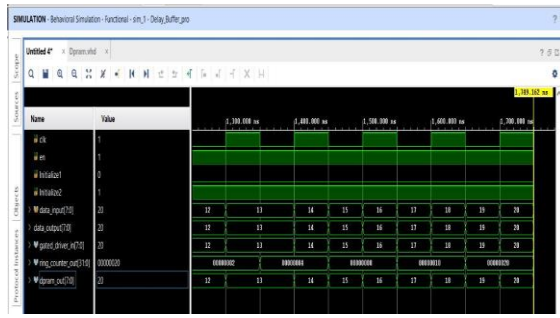 SIMULATION - Behavioral Simulation - Functional - sim_1 - Delay_Buffer_pro ?
Untitled 4* × Dpram.vhd ×
Scope
Sources
Objects
Protocol Instances
1,789.162 ns
Name Value
1,300.000 ns 1,400.000 ns 1,500.000 ns 1,600.000 ns 1,700.000 ns
clk 1
en 1
Initialize1 0
Initialize2 1
data_input[7:0] 20 12 13 14 15 16 17 18 19 20
data_output[7:0] 20 12 13 14 15 16 17 18 19 20
gated_driver_in[7:0] 20 12 13 14 15 16 17 18 19 20
ring_counter_out[31:0] 00000020 00000002 00000004 00000008 00000010 00000020
dpram_out[7:0] 20 12 13 14 15 16 17 18 19 20